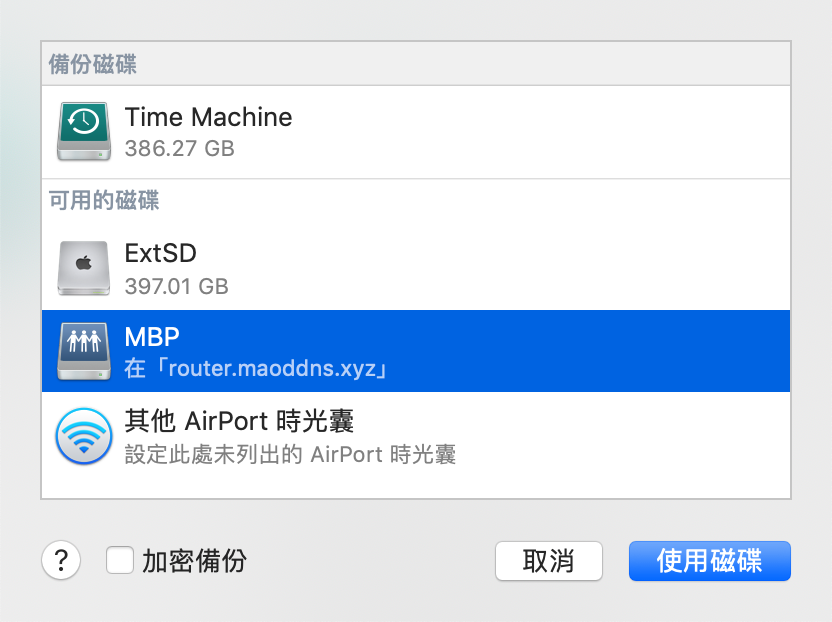 備份磁碟
Time Machine
386.27 GB
可用的磁碟
ExtSD
397.01 GB
MBP
在「router.maoddns.xyz」
其他 AirPort 時光囊
設定此處未列出的 AirPort 時光囊
?
加密備份
取消
使用磁碟